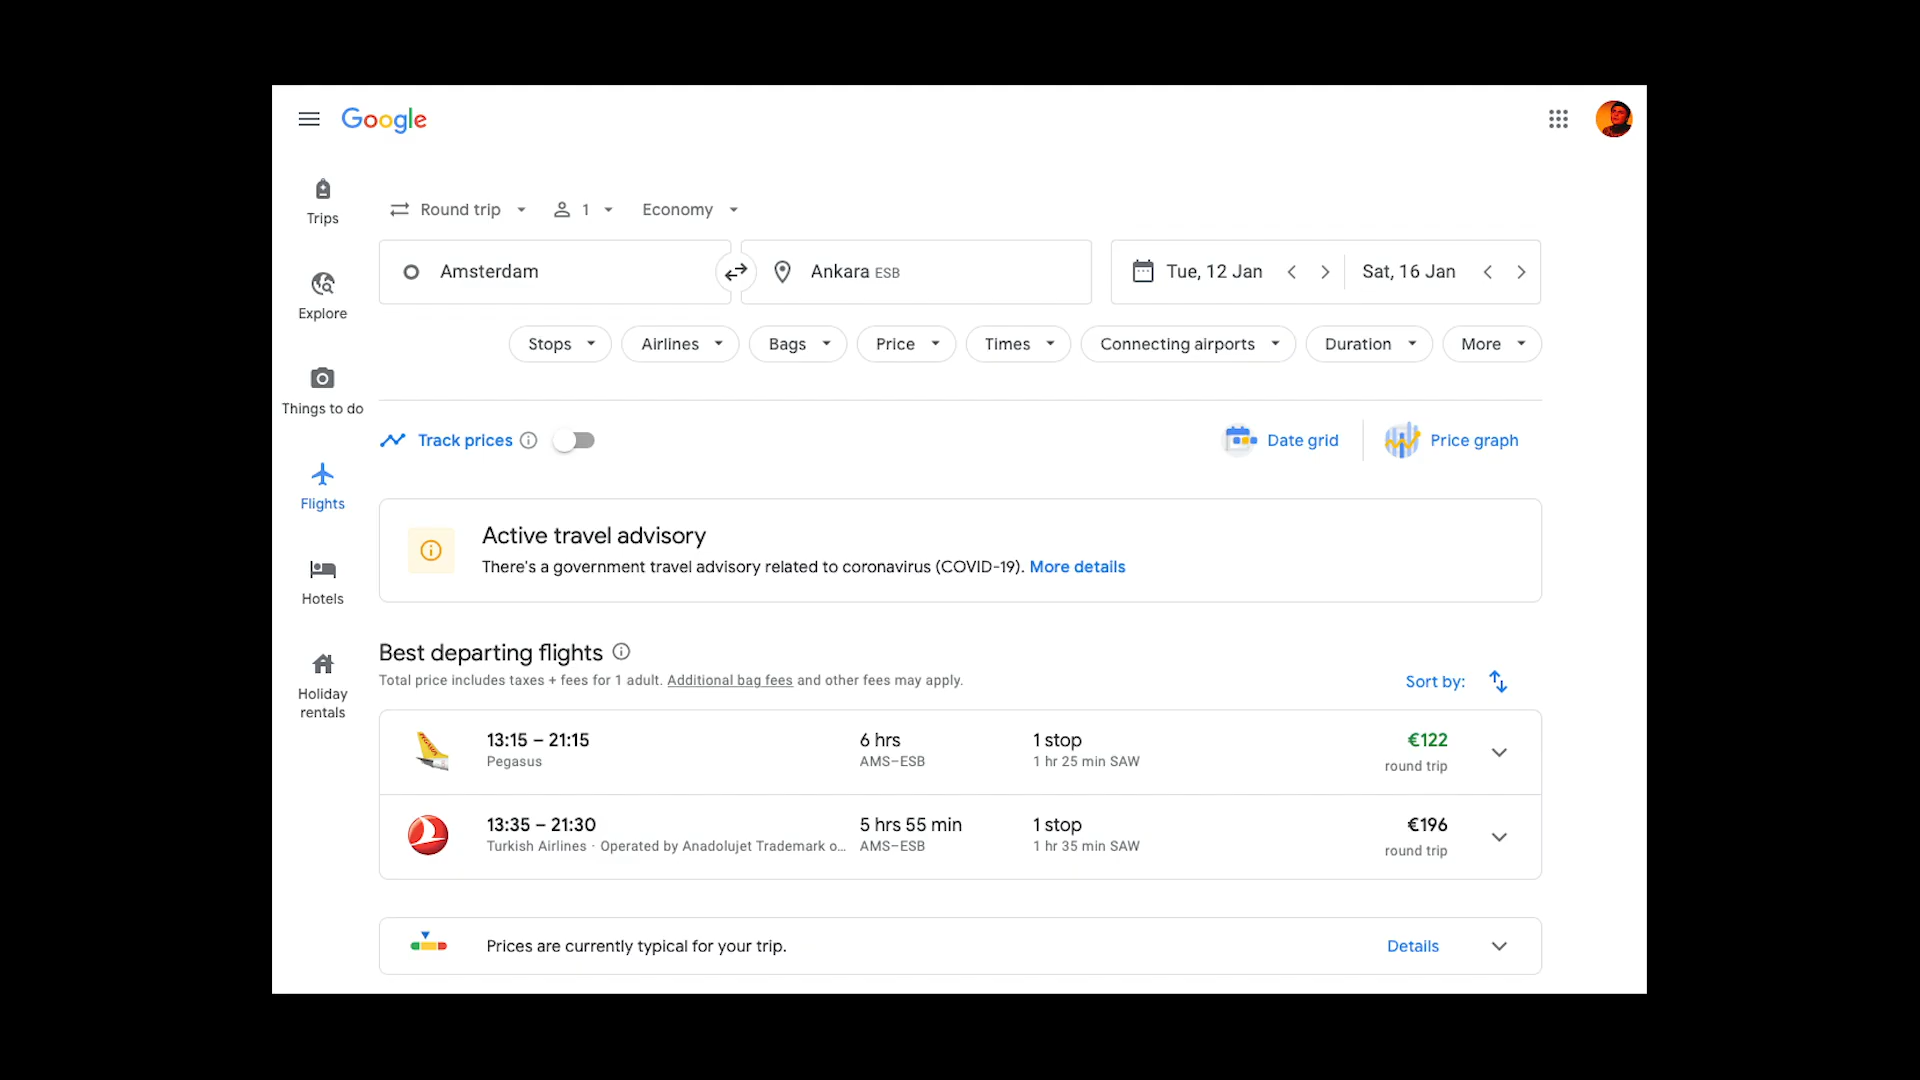 Google
Trips
Explore
Things to do
Flights
Hotels
Holiday
rentals
Round trip
1
Economy
Amsterdam
Ankara ESB
Tue, 12 Jan
Sat, 16 Jan
Stops
Airlines
Bags
Price
Times
Connecting airports
Duration
More
Track prices
Date grid
Price graph
Active travel advisory
There's a government travel advisory related to coronavirus (COVID-19). More details
Best departing flights
Total price includes taxes + fees for 1 adult. Additional bag fees and other fees may apply.
Sort by:
13:15 – 21:15
Pegasus
6 hrs
AMS–ESB
1 stop
1 hr 25 min SAW
€122
round trip
13:35 – 21:30
Turkish Airlines · Operated by Anadolujet Trademark o...
5 hrs 55 min
AMS–ESB
1 stop
1 hr 35 min SAW
€196
round trip
Prices are currently typical for your trip.
Details